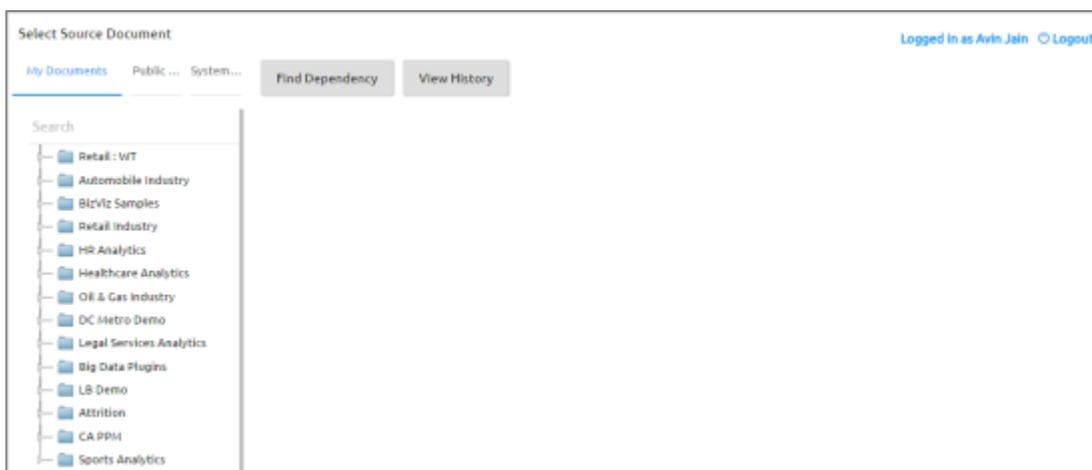 Select Source Document
Logged in as Avin Jain Logout
My Documents Public ... System...
Find Dependency View History
Search
Retail : WT
Automobile Industry
BizViz Samples
Retail Industry
HR Analytics
Healthcare Analytics
Oil & Gas Industry
DC Metro Demo
Legal Services Analytics
Big Data Plugins
LB Demo
Attrition
CA PPM
Sports Analytics